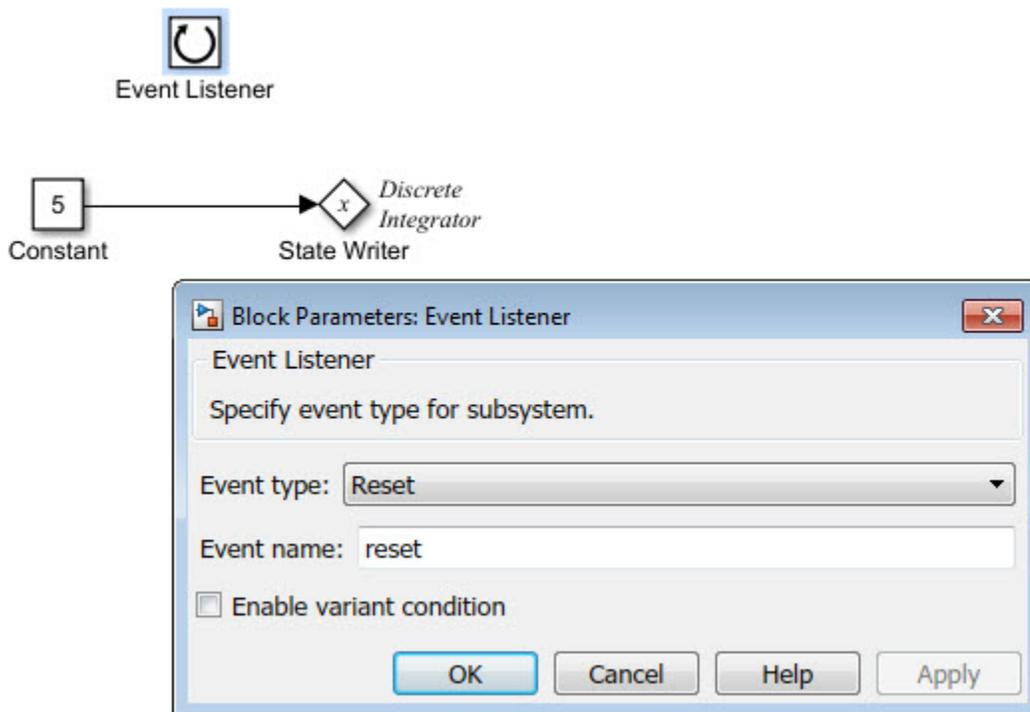 Event Listener
5
x
Discrete
Integrator
Constant
State Writer
Block Parameters: Event Listener
Event Listener
Specify event type for subsystem.
Event type: Reset
Event name: reset
Enable variant condition
OK Cancel Help Apply